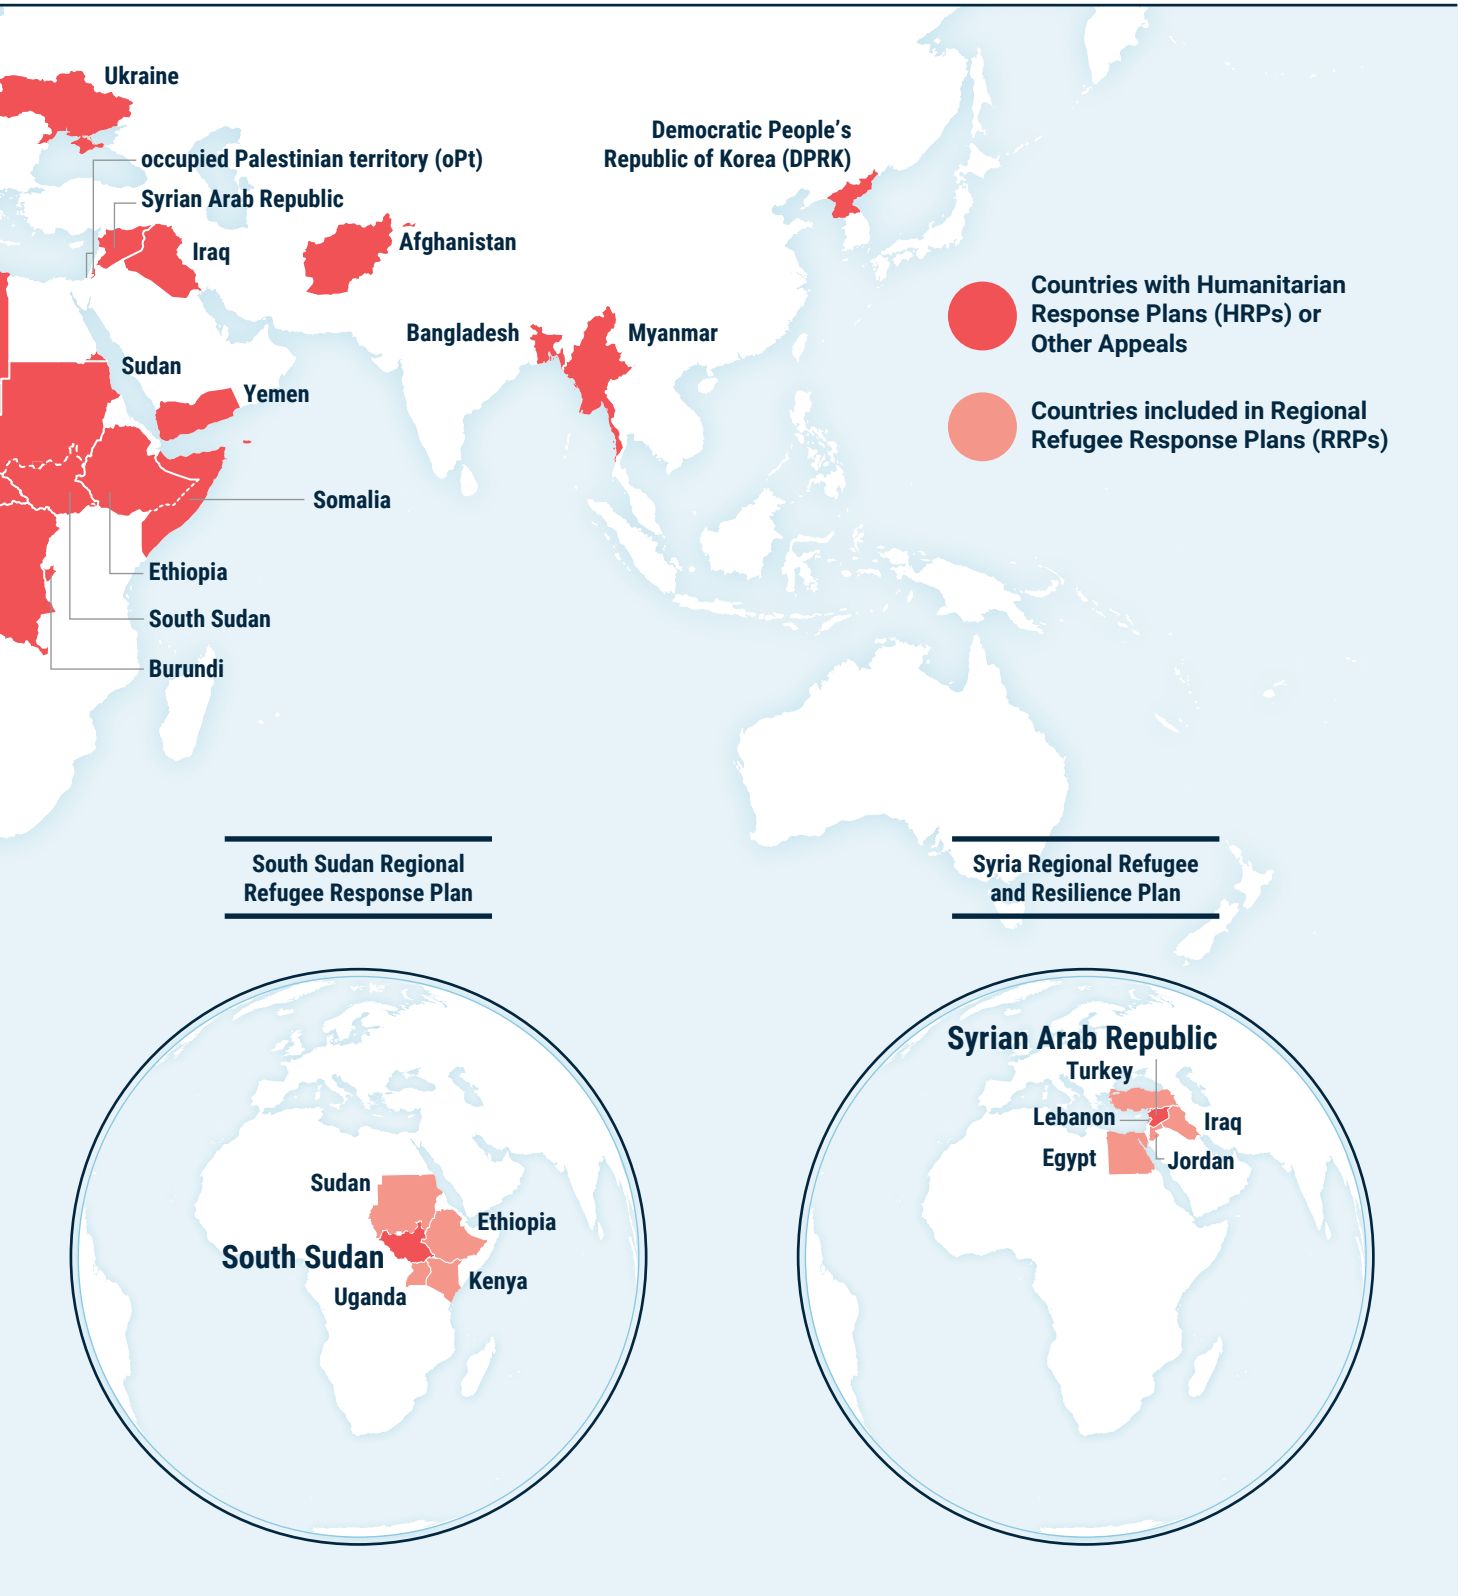 Ukraine
occupied Palestinian territory (oPt)
Syrian Arab Republic
Iraq
Afghanistan
Democratic People’s
Republic of Korea (DPRK)
Bangladesh
Myanmar
Sudan
Yemen
Somalia
Ethiopia
South Sudan
Burundi
Countries with Humanitarian
Response Plans (HRPs) or
Other Appeals
Countries included in Regional
Refugee Response Plans (RRPs)
South Sudan Regional
Refugee Response Plan
Sudan
Ethiopia
South Sudan
Uganda
Kenya
Syria Regional Refugee
and Resilience Plan
Syrian Arab Republic
Turkey
Lebanon
Iraq
Egypt
Jordan